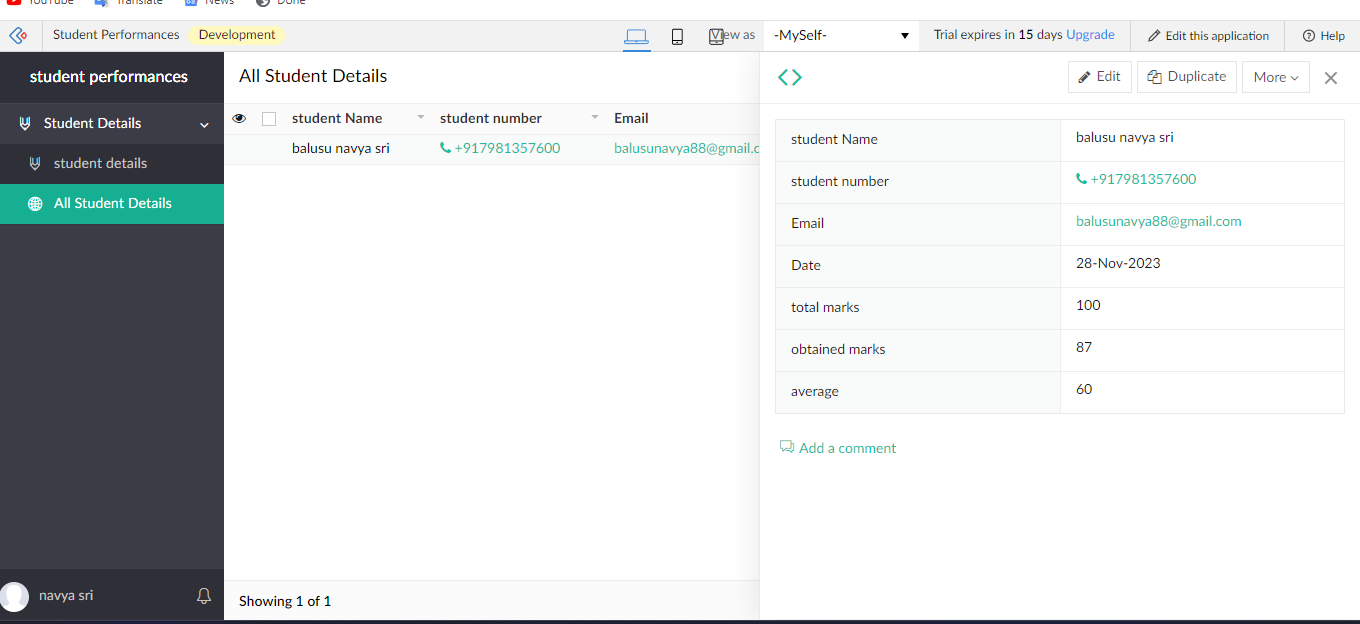 YouTube Translate News Done
Student Performances Development View as -MySelf- Trial expires in 15 days Upgrade Edit this application Help
student performances
Student Details
student details
All Student Details
navya sri
All Student Details
student Name student number Email
balusu navya sri +917981357600 balusunavya88@gmail.c
Showing 1 of 1
Edit Duplicate More
student Name balusu navya sri
student number +917981357600
Email balusunavya88@gmail.com
Date 28-Nov-2023
total marks 100
obtained marks 87
average 60
Add a comment